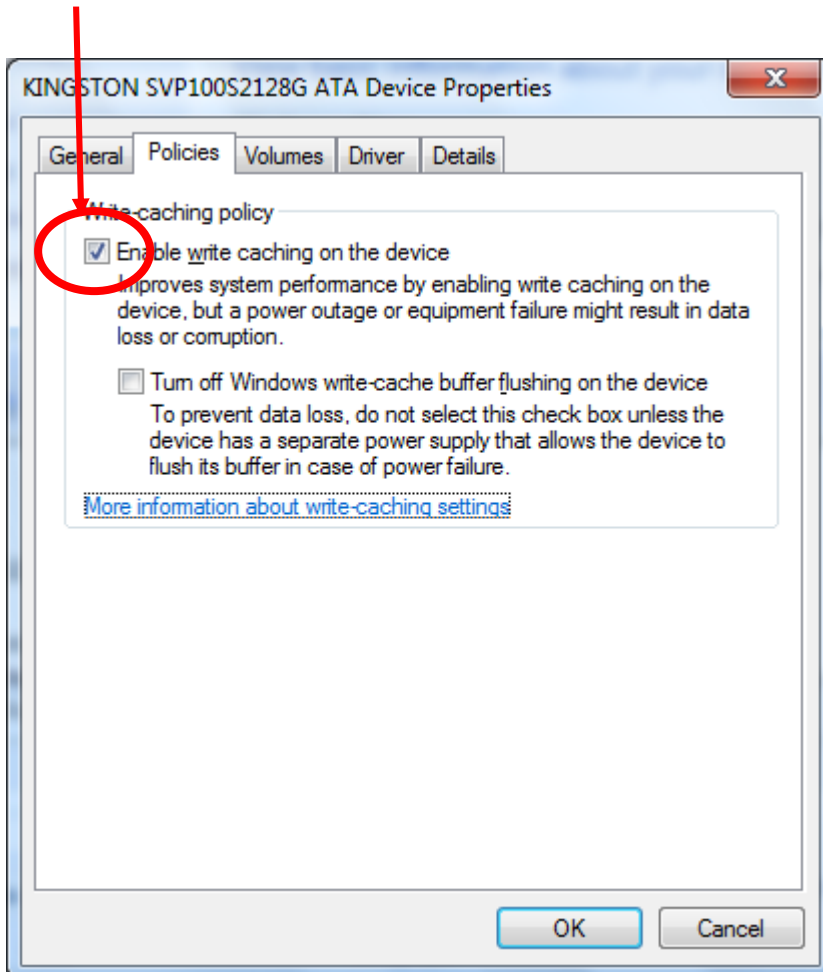 KINGSTON SVP100S2128G ATA Device Properties
General Policies Volumes Driver Details
Write-caching policy
Enable write caching on the device
Improves system performance by enabling write caching on the
device, but a power outage or equipment failure might result in data
loss or corruption.
Turn off Windows write-cache buffer flushing on the device
To prevent data loss, do not select this check box unless the
device has a separate power supply that allows the device to
flush its buffer in case of power failure.
More information about write-caching settings
OK Cancel